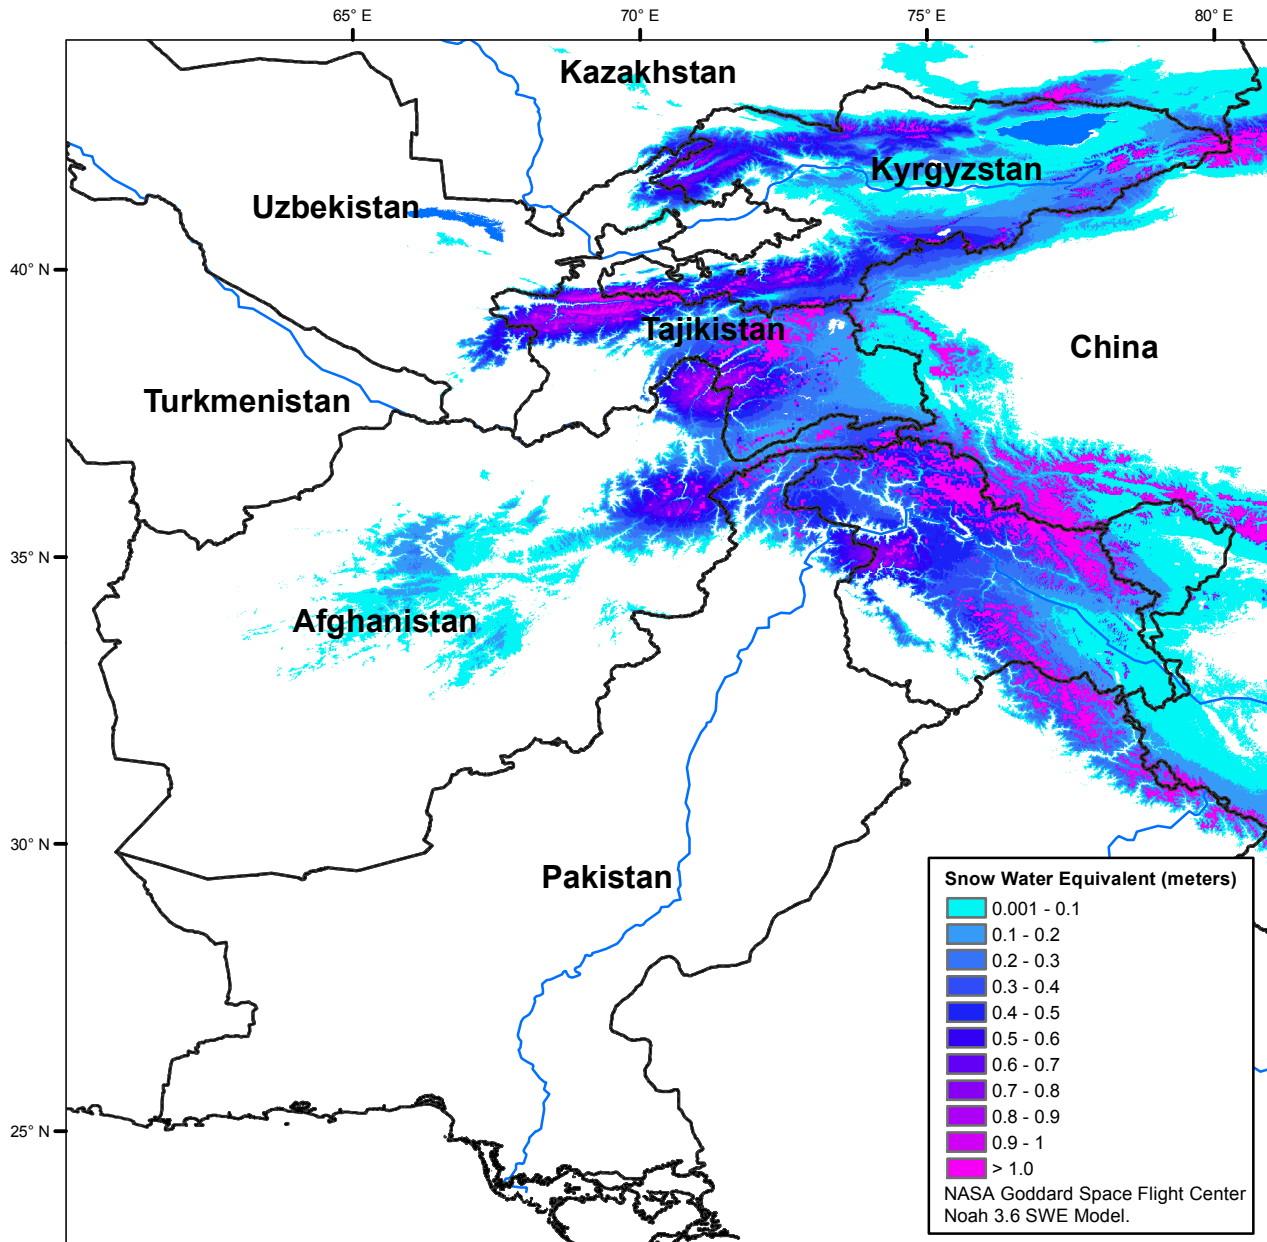 65° E
70° E
75° E
80° E
Kazakhstan
Kyrgyzstan
Uzbekistan
40° N
Tajikistan
China
Turkmenistan
35° N
Afghanistan
30° N
Pakistan
25° N
Snow Water Equivalent (meters)
0.001 - 0.1
0.1 - 0.2
0.2 - 0.3
0.3 - 0.4
0.4 - 0.5
0.5 - 0.6
0.6 - 0.7
0.7 - 0.8
0.8 - 0.9
0.9 - 1
> 1.0
NASA Goddard Space Flight Center
Noah 3.6 SWE Model.